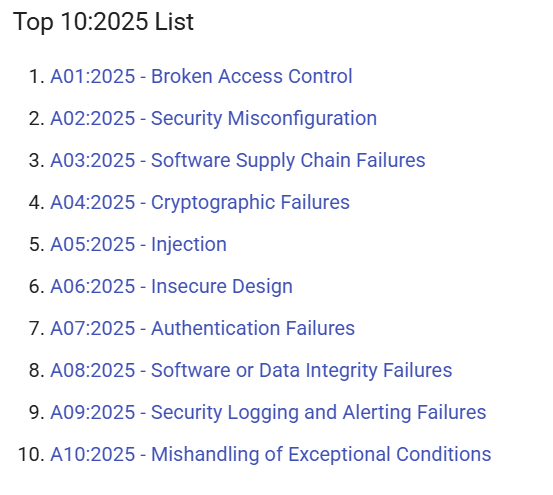 Top 10:2025 List
1. A01:2025 - Broken Access Control
2. A02:2025 - Security Misconfiguration
3. A03:2025 - Software Supply Chain Failures
4. A04:2025 - Cryptographic Failures
5. A05:2025 - Injection
6. A06:2025 - Insecure Design
7. A07:2025 - Authentication Failures
8. A08:2025 - Software or Data Integrity Failures
9. A09:2025 - Security Logging and Alerting Failures
10. A10:2025 - Mishandling of Exceptional Conditions